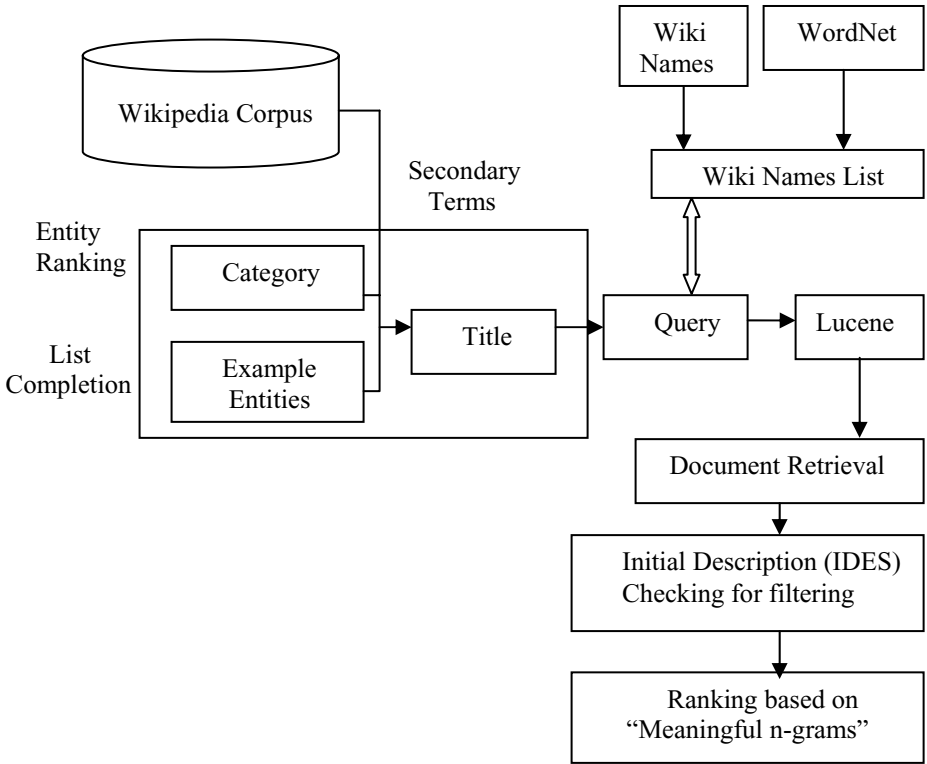 Wiki
Names
WordNet
Wikipedia Corpus
Secondary
Terms
Wiki Names List
Entity
Ranking
Category
Title
Query
Lucene
List
Completion
Example
Entities
Document Retrieval
Initial Description (IDES)
Checking for filtering
Ranking based on
“Meaningful n-grams”